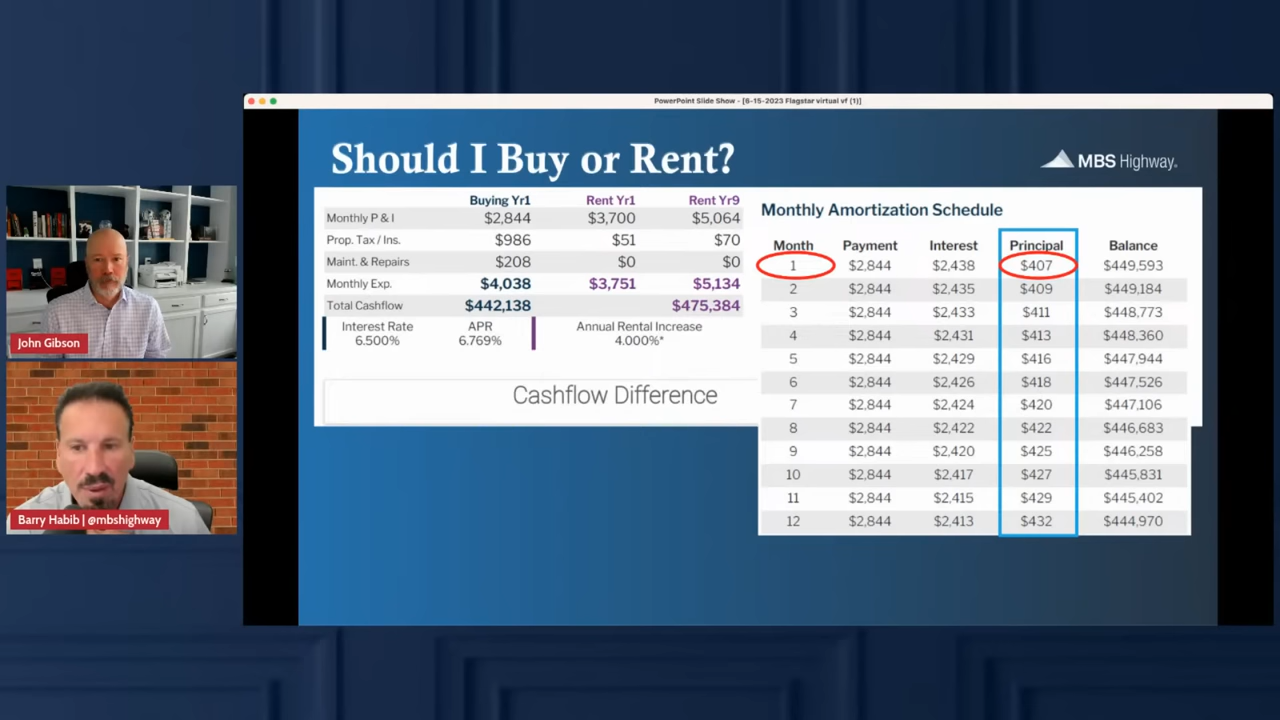 PowerPoint Slide Show - [8-15-2023 Flagstar virtual vf (1)]
Should I Buy or Rent?
MBS Highway
Buying Yr1 Rent Yr1 Rent Yr9
Monthly P & I $2,844 $3,700 $5,064
Prop. Tax / Ins. $986 $51 $70
Maint. & Repairs $208 $0 $0
Monthly Exp. $4,038 $3,751 $5,134
Total Cashflow $442,138 $475,384
Interest Rate APR Annual Rental Increase
6.500% 6.769% 4.000%*
Cashflow Difference
Monthly Amortization Schedule
Month Payment Interest Principal Balance
1 $2,844 $2,438 $407 $449,593
2 $2,844 $2,435 $409 $449,184
3 $2,844 $2,433 $411 $448,773
4 $2,844 $2,431 $413 $448,360
5 $2,844 $2,429 $416 $447,944
6 $2,844 $2,426 $418 $447,526
7 $2,844 $2,424 $420 $447,106
8 $2,844 $2,422 $422 $446,683
9 $2,844 $2,420 $425 $446,258
10 $2,844 $2,417 $427 $445,831
11 $2,844 $2,415 $429 $445,402
12 $2,844 $2,413 $432 $444,970
John Gibson
Barry Habib | @mbshighway